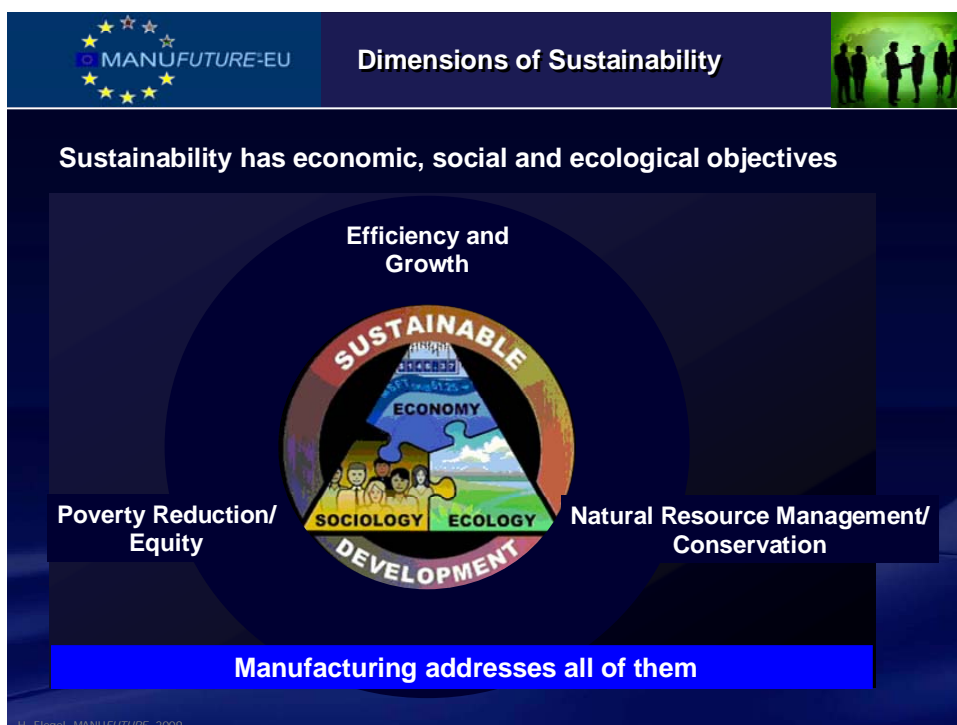 MANUFUTURE-EU
Dimensions of Sustainability
Sustainability has economic, social and ecological objectives
Efficiency and
Growth
SUSTAINABLE
ECONOMY
SOCIOLOGY
ECOLOGY
DEVELOPMENT
Poverty Reduction/
Equity
Natural Resource Management/
Conservation
Manufacturing addresses all of them